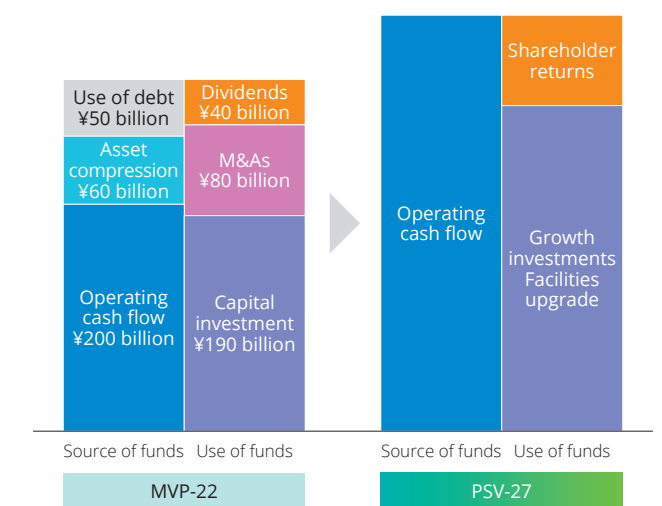 Use of debt
¥50 billion
Asset
compression
¥60 billion
Operating
cash flow
¥200 billion
Dividends
¥40 billion
M&As
¥80 billion
Capital
investment
¥190 billion
Operating
cash flow
Shareholder
returns
Growth
investments
Facilities
upgrade
Source of funds Use of funds
Source of funds Use of funds
MVP-22
PSV-27